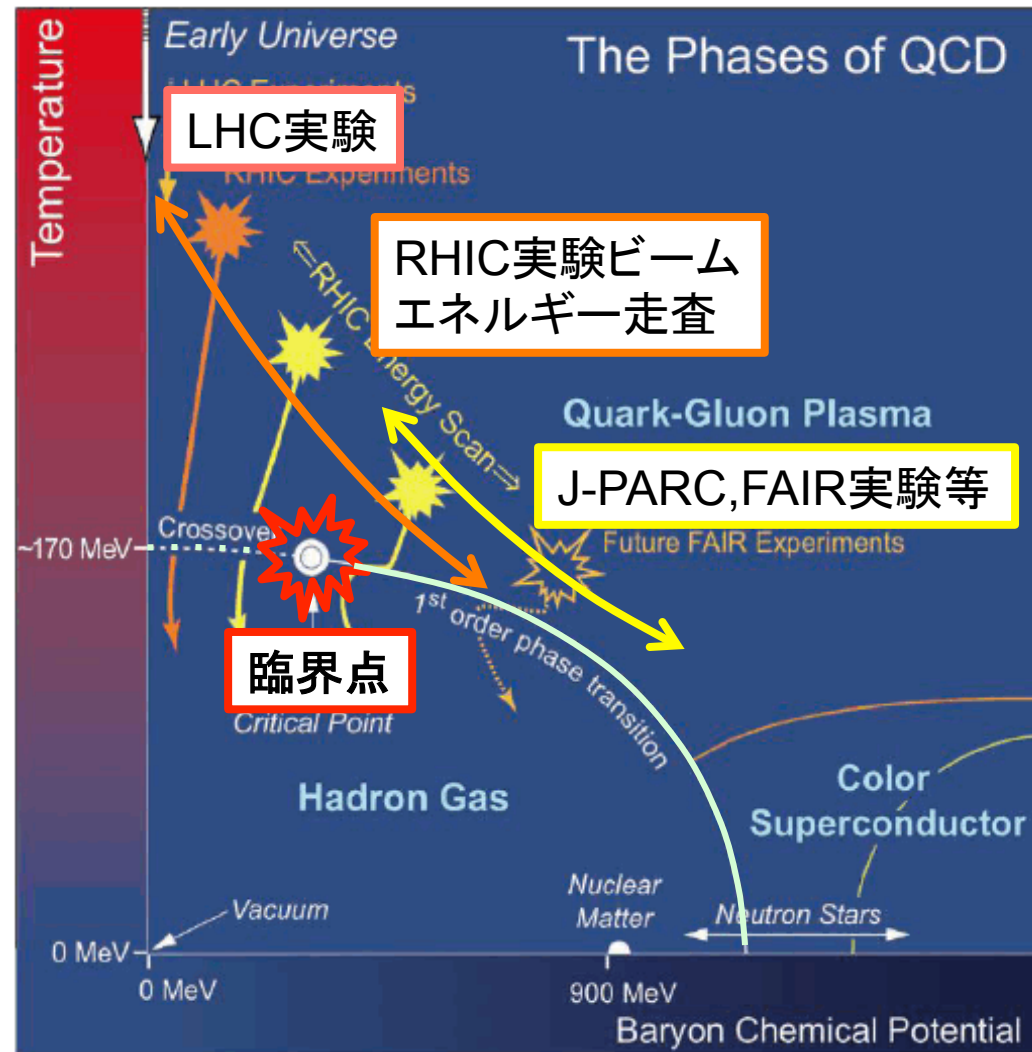 Temperature
Early Universe
The Phases of QCD
LHC Experiments
LHC実験
RHIC Experiments
RHIC実験ビーム
エネルギー走査
⇐RHIC Energy Scan⇒
Quark-Gluon Plasma
J-PARC,FAIR実験等
Future FAIR Experiments
Crossover
~170 MeV
1st order phase transition
臨界点
Critical Point
Hadron Gas
Color
Superconductor
Nuclear
Matter
Neutron Stars
Vacuum
0 MeV
0 MeV
900 MeV
Baryon Chemical Potential